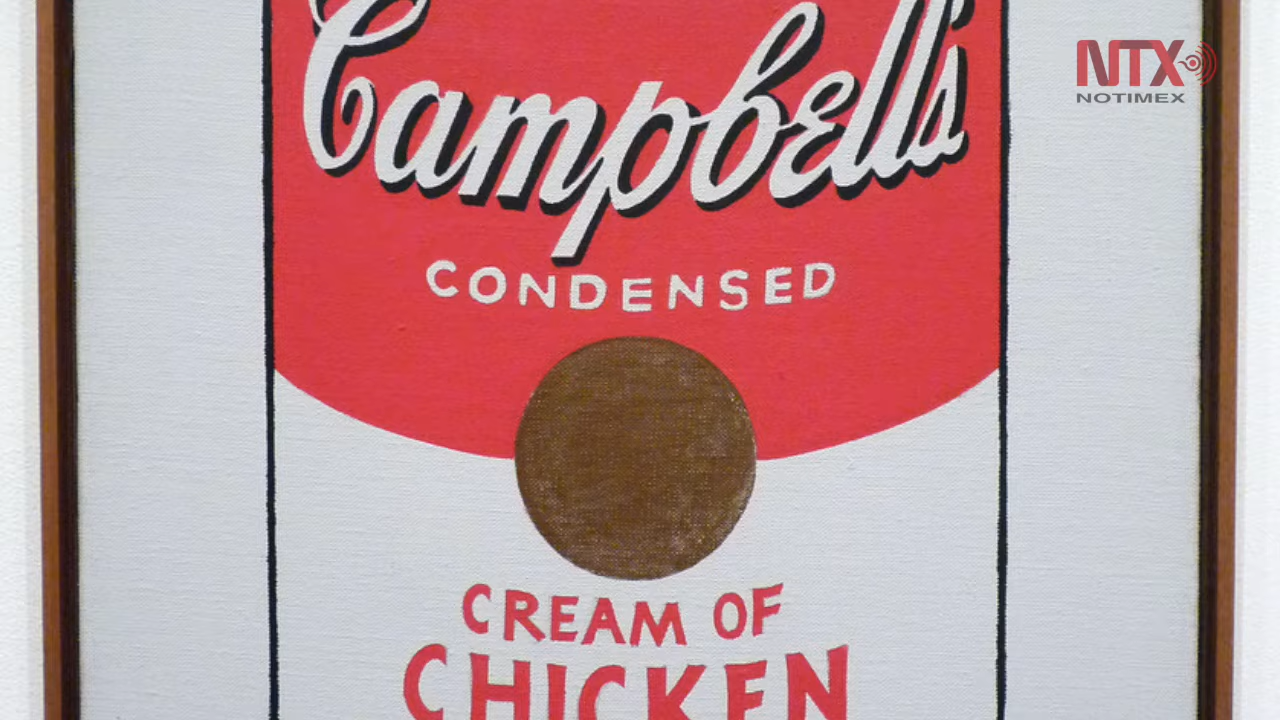 Campbell's
NTX
NOTIMEX
CONDENSED
CREAM OF
CHICKEN